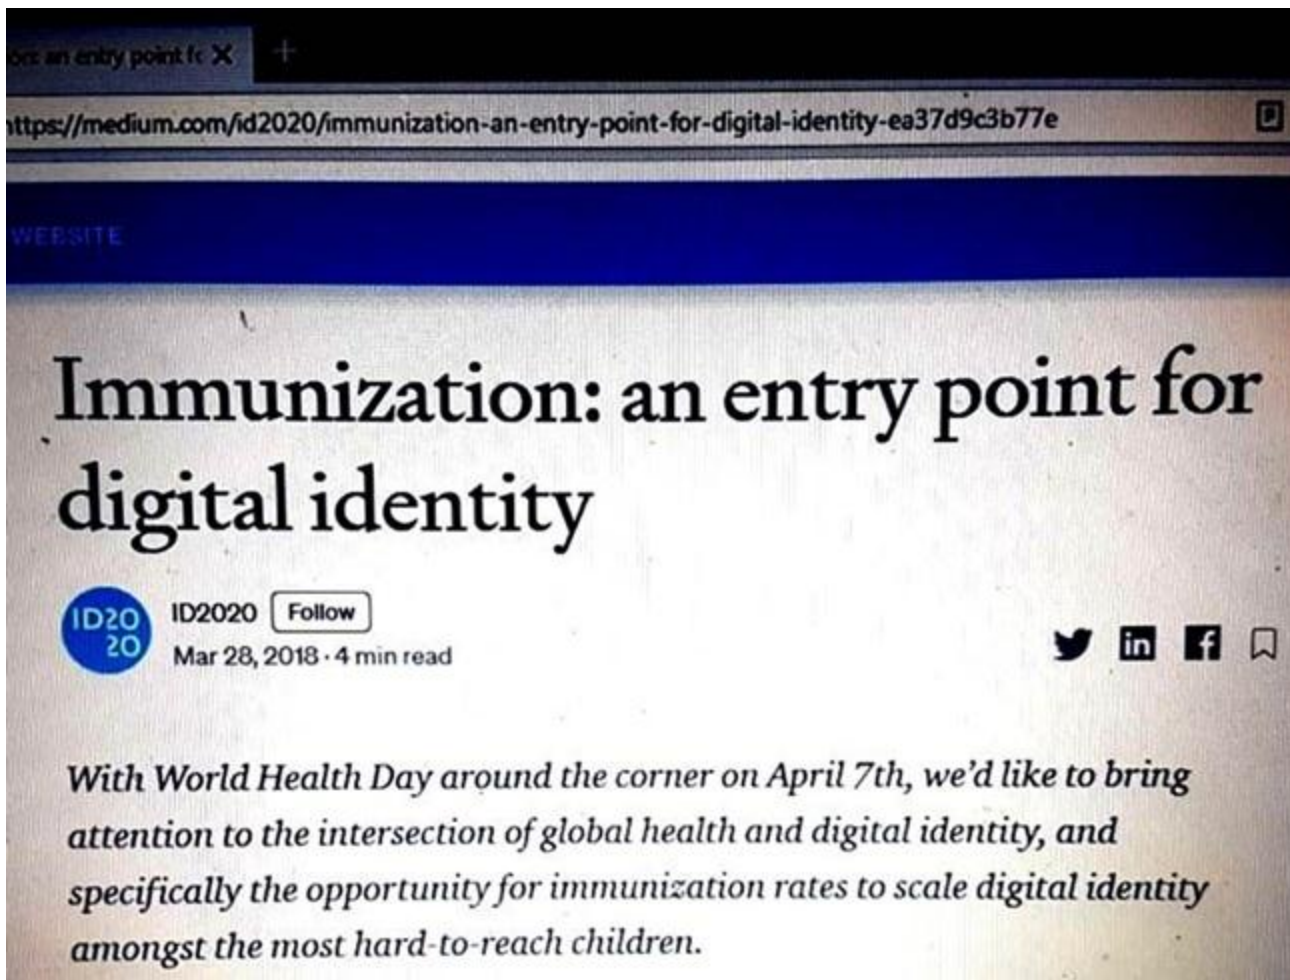 an entry point fo
ttps://medium.com/id2020/immunization-an-entry-point-for-digital-identity-ea37d9c3b77e
WEBSITE
Immunization: an entry point for
digital identity
ID20
20
ID2020 Follow
Mar 28, 2018 · 4 min read
With World Health Day around the corner on April 7th, we’d like to bring
attention to the intersection of global health and digital identity, and
specifically the opportunity for immunization rates to scale digital identity
amongst the most hard-to-reach children.